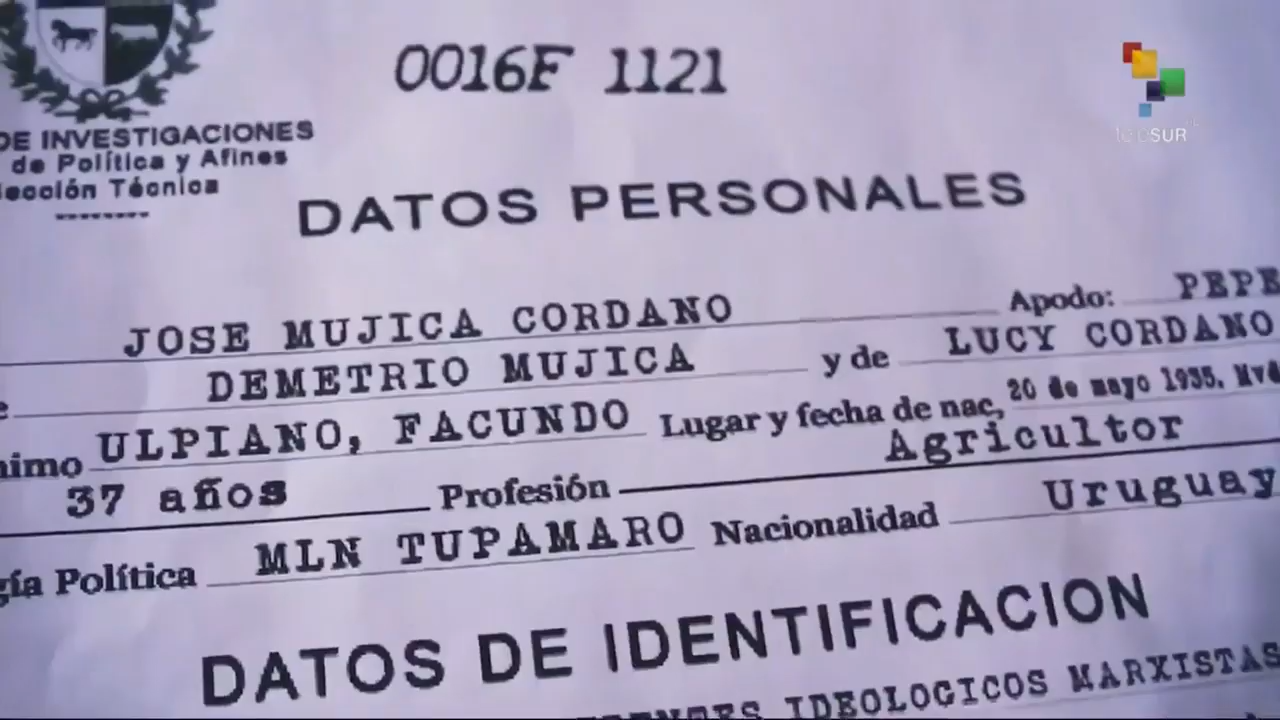 0016F 1121
teleSUR
DE INVESTIGACIONES
de Política y Afines
Técnica
DATOS PERSONALES
JOSE MUJICA CORDANO Apodo: PEPE
DEMETRIO MUJICA y de LUCY CORDANO
ULPIANO, FACUNDO Lugar y fecha de nac, 20 de mayo 1935. Mvd
37 años Profesión Agricultor
MLN TUPAMARO Nacionalidad Uruguay
Política
DATOS DE IDENTIFICACION
IDEOLOGICOS MARXISTAS